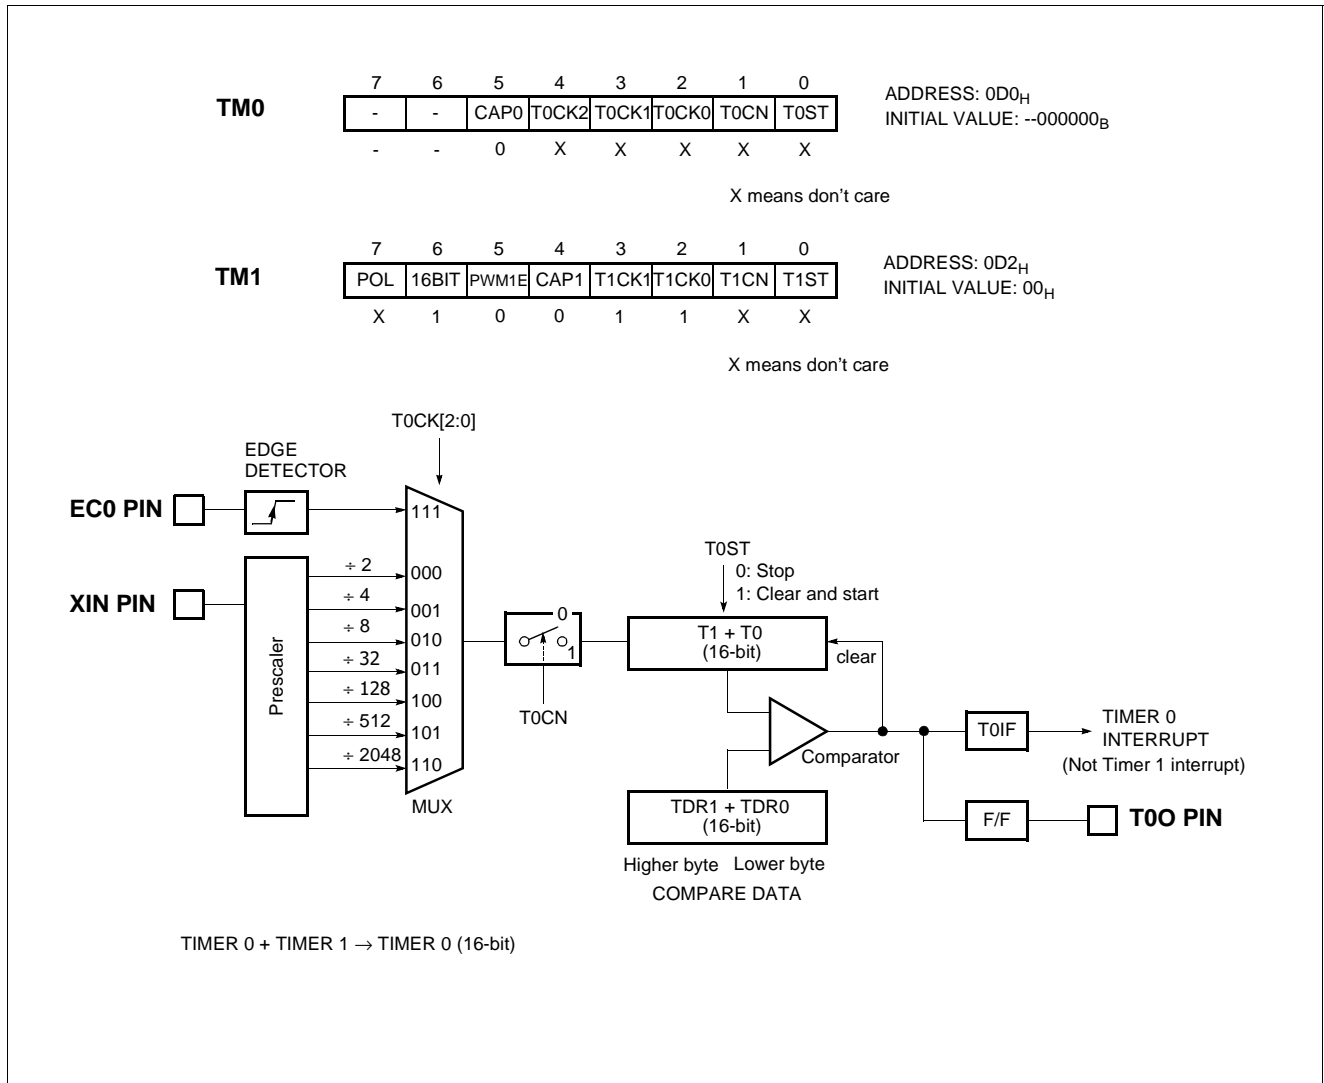 7 6 5 4 3 2 1 0
TM0 - - CAP0 T0CK2 T0CK1 T0CK0 T0CN T0ST
ADDRESS: 0D0H
INITIAL VALUE: --000000B
- - 0 X X X X X
X means don't care
7 6 5 4 3 2 1 0
TM1 POL 16BIT PWM1E CAP1 T1CK1 T1CK0 T1CN T1ST
ADDRESS: 0D2H
INITIAL VALUE: 00H
X 1 0 0 1 1 X X
X means don't care
T0CK[2:0]
EDGE
DETECTOR
EC0 PIN
111
XIN PIN
Prescaler
÷ 2 000
÷ 4 001
÷ 8 010
÷ 32 011
÷ 128 100
÷ 512 101
÷ 2048 110
MUX
0
1
T0CN
T0ST
0: Stop
1: Clear and start
T1 + T0
(16-bit)
clear
Comparator
T0IF
TIMER 0
INTERRUPT
(Not Timer 1 interrupt)
TDR1 + TDR0
(16-bit)
F/F
T0O PIN
Higher byte Lower byte
COMPARE DATA
TIMER 0 + TIMER 1 → TIMER 0 (16-bit)